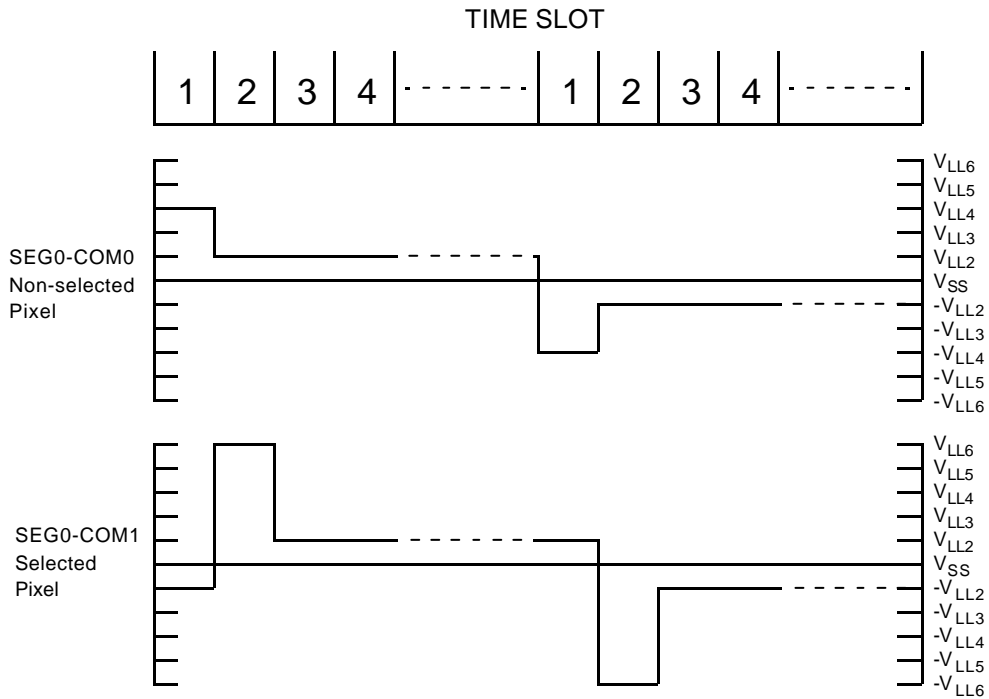 TIME SLOT
1 2 3 4 1 2 3 4
SEG0-COM0
Non-selected
Pixel
VLL6
VLL5
VLL4
VLL3
VLL2
VSS
-VLL2
-VLL3
-VLL4
-VLL5
-VLL6
SEG0-COM1
Selected
Pixel
VLL6
VLL5
VLL4
VLL3
VLL2
VSS
-VLL2
-VLL3
-VLL4
-VLL5
-VLL6